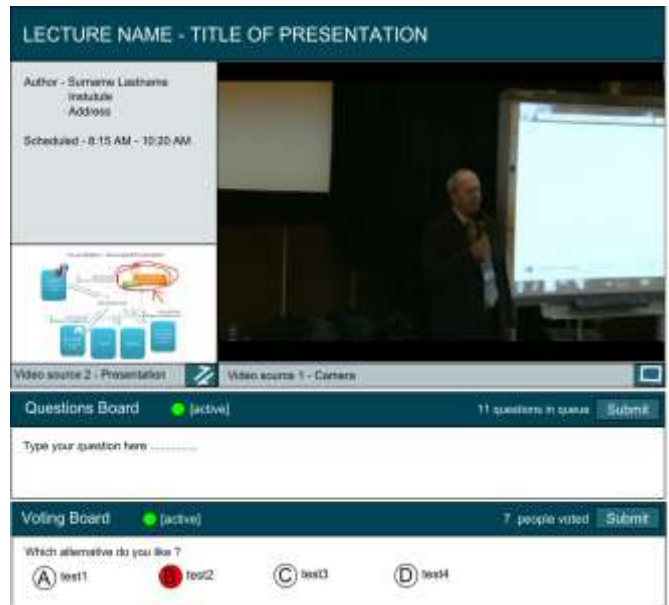 LECTURE NAME - TITLE OF PRESENTATION
Author - Surname Lastname
Institute
Address
Scheduled - 8:15 AM - 10:20 AM
Video source 2 - Presentation
Video source 1 - Camera
Questions Board [active] 11 questions in queue Submit
Type your question here ............
Voting Board [active] 7 people voted Submit
Which alternative do you like ?
A test1 B test2 C test3 D test4